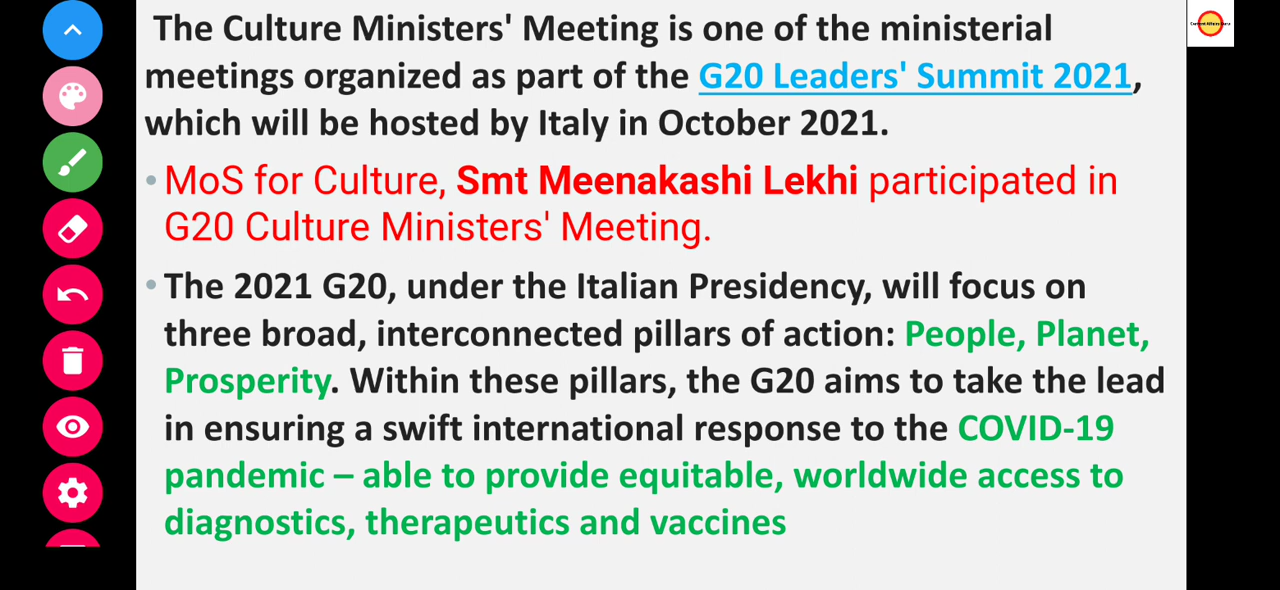 The Culture Ministers' Meeting is one of the ministerial
meetings organized as part of the G20 Leaders' Summit 2021,
which will be hosted by Italy in October 2021.
• MoS for Culture, Smt Meenakashi Lekhi participated in
G20 Culture Ministers' Meeting.
• The 2021 G20, under the Italian Presidency, will focus on
three broad, interconnected pillars of action: People, Planet,
Prosperity. Within these pillars, the G20 aims to take the lead
in ensuring a swift international response to the COVID-19
pandemic – able to provide equitable, worldwide access to
diagnostics, therapeutics and vaccines